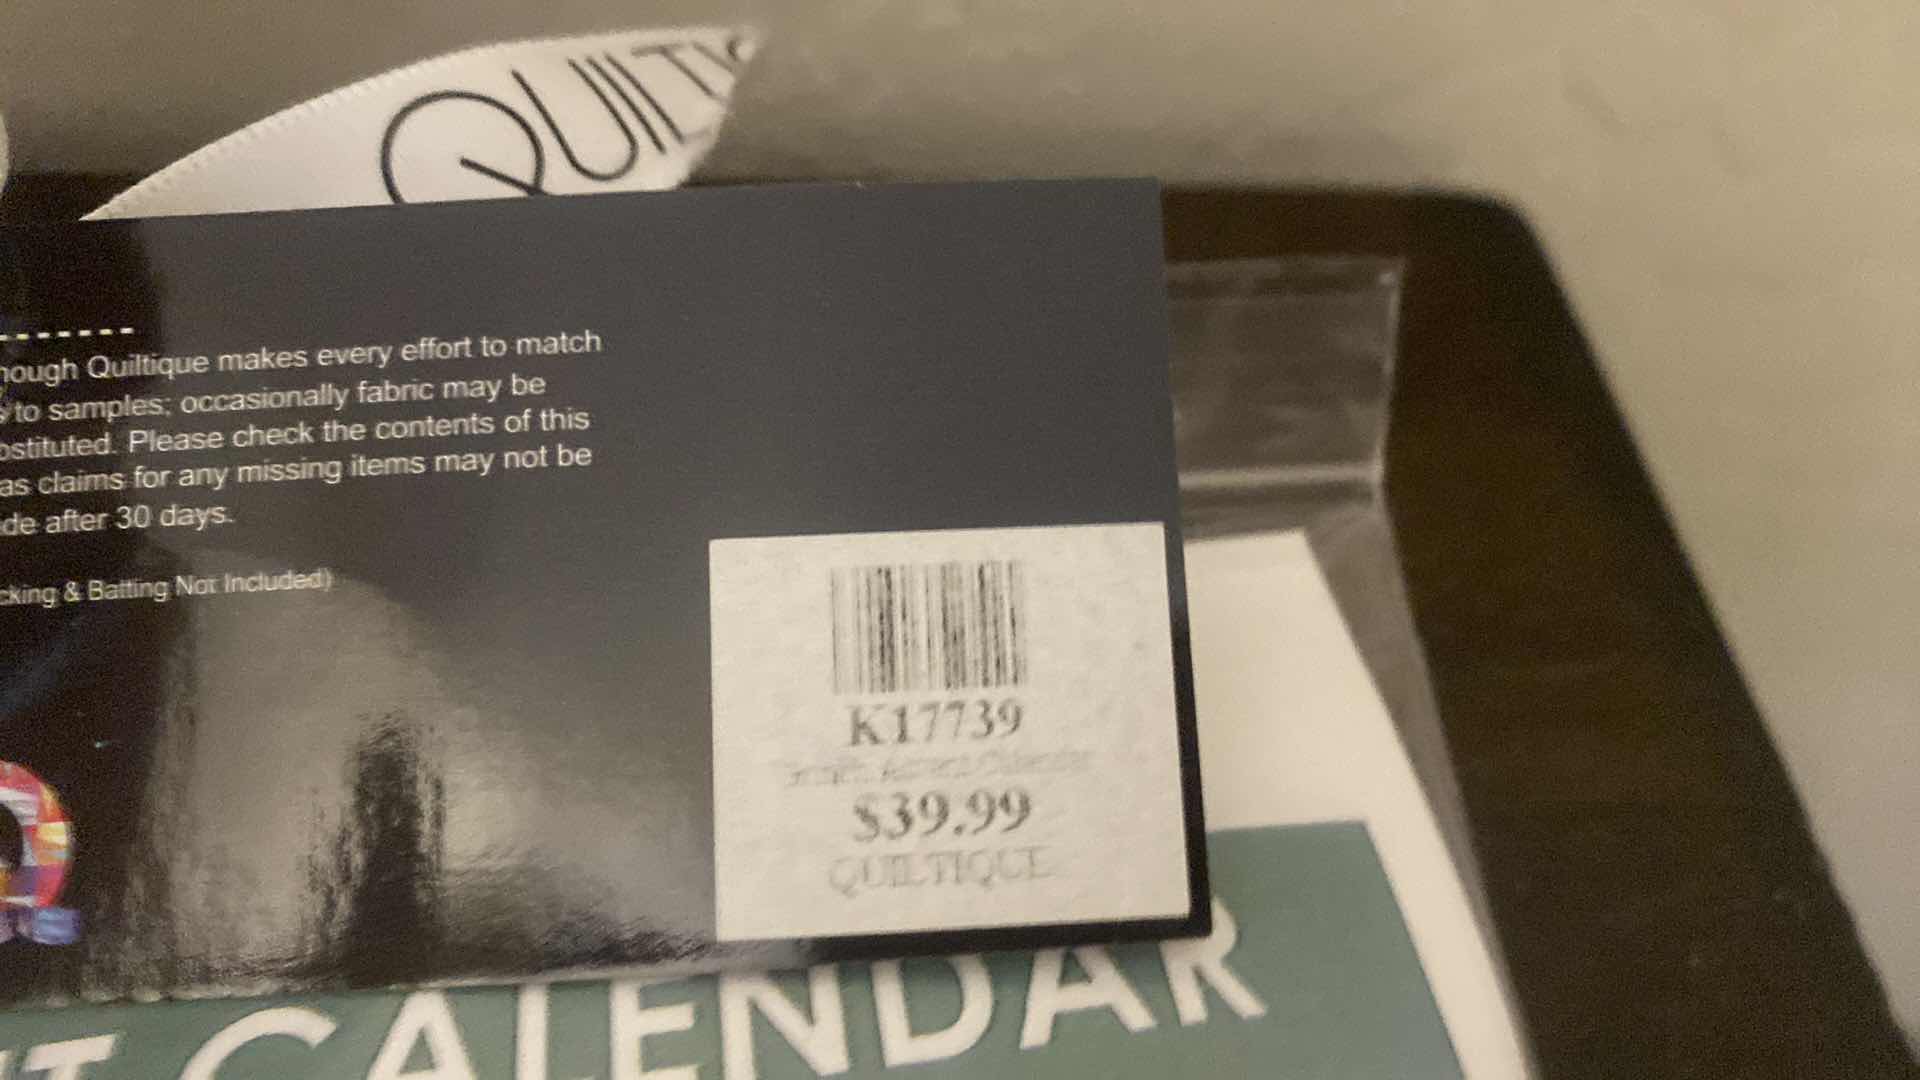 QUILTI
hough Quiltique makes every effort to match
to samples; occasionally fabric may be
bstituted. Please check the contents of this
as claims for any missing items may not be
de after 30 days.
cking & Batting Not Included)
K17739
Calendar
$39.99
QUILTIQUE
T CALENDAR